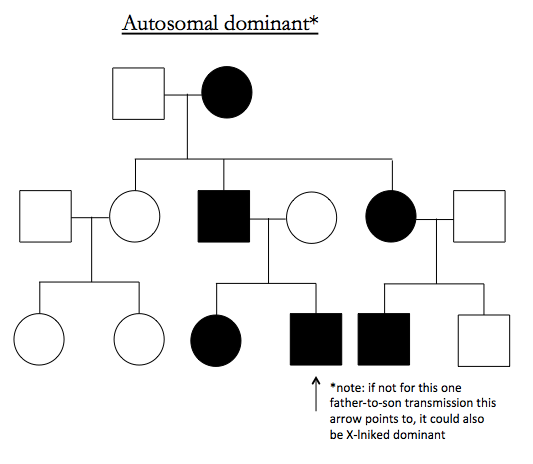 Autosomal dominant*
*note: if not for this one
father-to-son transmission this
arrow points to, it could also
be X-lniked dominant